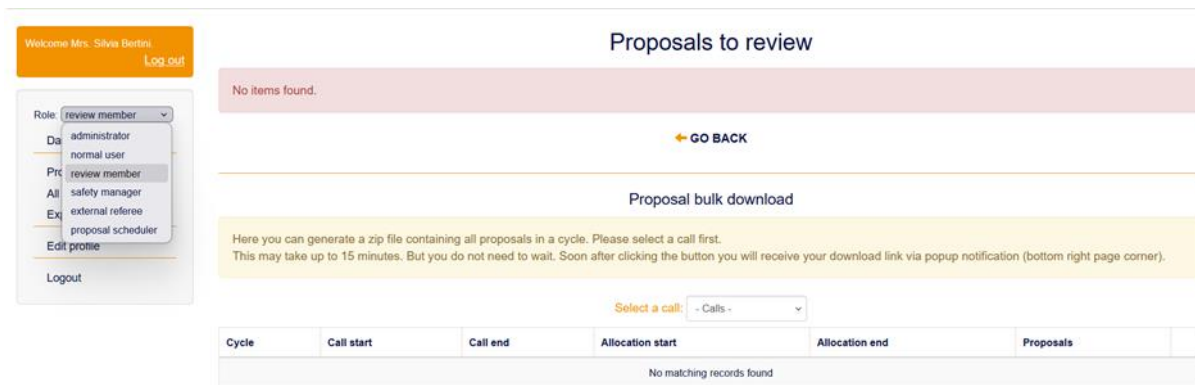 Welcome Mrs. Silvia Bertini.
Log out
Role: review member
administrator
normal user
review member
safety manager
external referee
proposal scheduler
Da
Pro
All
Exp
Edit profile
Logout
Proposals to review
No items found.
GO BACK
Proposal bulk download
Here you can generate a zip file containing all proposals in a cycle. Please select a call first.
This may take up to 15 minutes. But you do not need to wait. Soon after clicking the button you will receive your download link via popup notification (bottom right page corner).
Select a call: - Calls -
Cycle Call start Call end Allocation start Allocation end Proposals
No matching records found